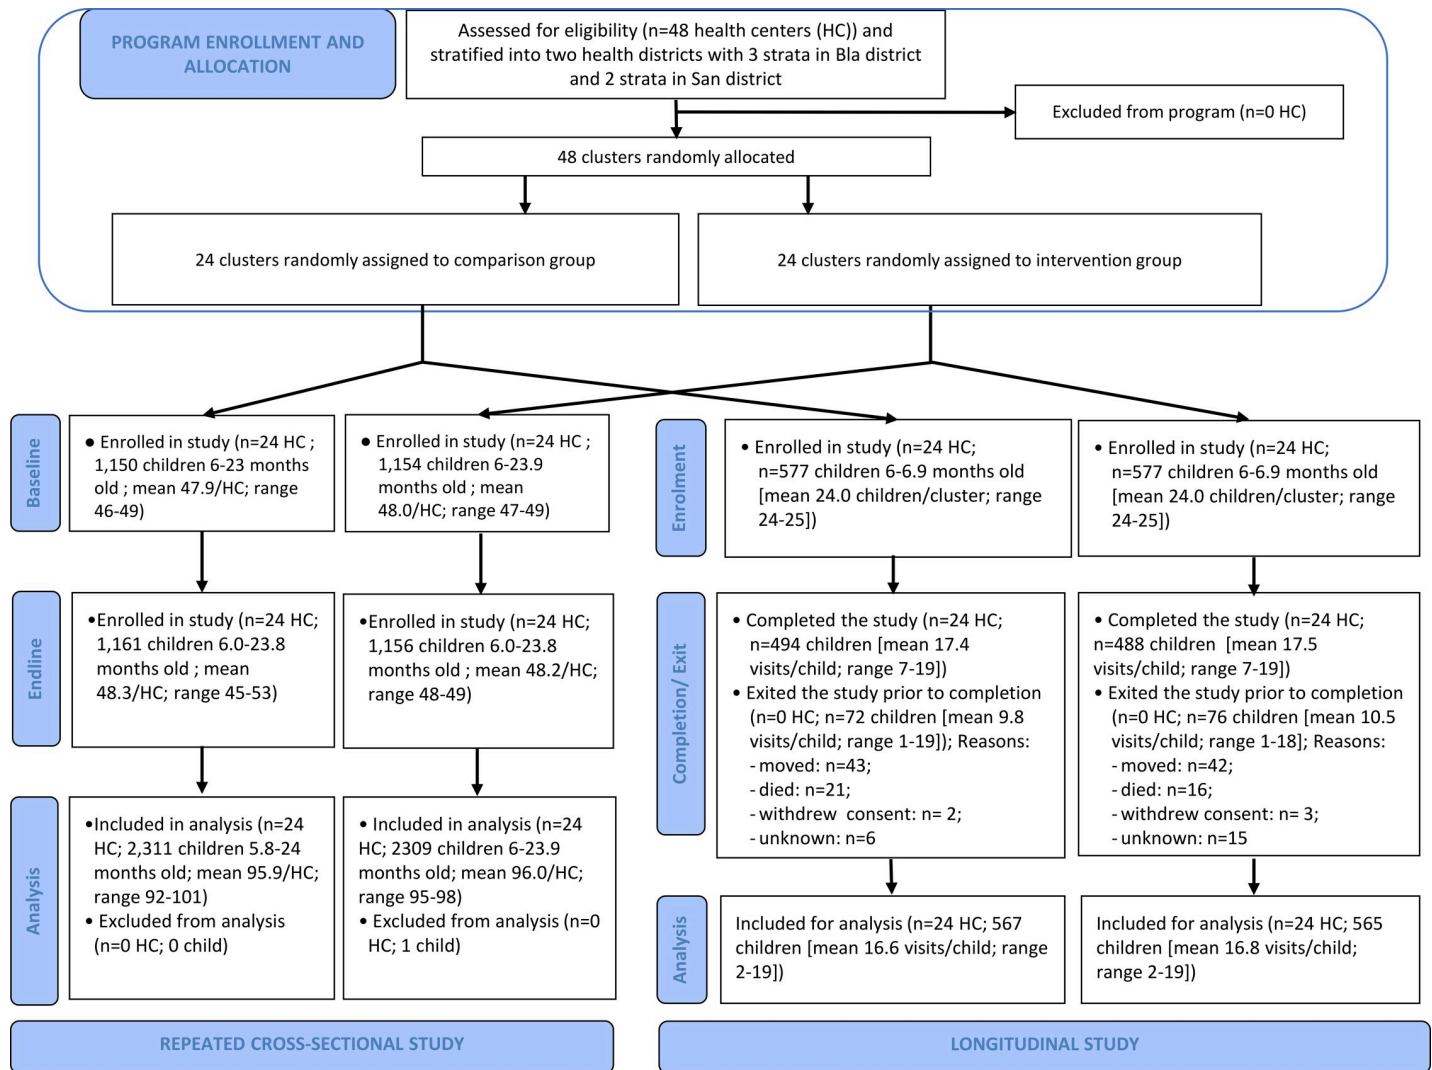 PROGRAM ENROLLMENT AND
ALLOCATION
Assessed for eligibility (n=48 health centers (HC)) and
stratified into two health districts with 3 strata in Bla district
and 2 strata in San district
Excluded from program (n=0 HC)
48 clusters randomly allocated
24 clusters randomly assigned to comparison group
24 clusters randomly assigned to intervention group
Baseline
● Enrolled in study (n=24 HC ;
1,150 children 6-23 months
old ; mean 47.9/HC; range
46-49)
● Enrolled in study (n=24 HC ;
1,154 children 6-23.9
months old ; mean
48.0/HC; range 47-49)
Endline
•Enrolled in study (n=24 HC;
1,161 children 6.0-23.8
months old ; mean
48.3/HC; range 45-53)
•Enrolled in study (n=24 HC;
1,156 children 6.0-23.8
months old ; mean 48.2/HC;
range 48-49)
Analysis
•Included in analysis (n=24
HC; 2,311 children 5.8-24
months old; mean 95.9/HC;
range 92-101)
• Excluded from analysis
(n=0 HC; 0 child)
• Included in analysis (n=24
HC; 2309 children 6-23.9
months old; mean 96.0/HC;
range 95-98)
• Excluded from analysis (n=0
HC; 1 child)
REPEATED CROSS-SECTIONAL STUDY
Enrolment
• Enrolled in study (n=24 HC;
n=577 children 6-6.9 months old
[mean 24.0 children/cluster; range
24-25])
• Enrolled in study (n=24 HC;
n=577 children 6-6.9 months old
[mean 24.0 children/cluster; range
24-25])
Completion/ Exit
• Completed the study (n=24 HC;
n=494 children [mean 17.4
visits/child; range 7-19])
• Exited the study prior to completion
(n=0 HC; n=72 children [mean 9.8
visits/child; range 1-19]); Reasons:
- moved: n=43;
- died: n=21;
- withdrew consent: n= 2;
- unknown: n=6
• Completed the study (n=24 HC;
n=488 children [mean 17.5
visits/child; range 7-19])
• Exited the study prior to completion
(n=0 HC; n=76 children [mean 10.5
visits/child; range 1-18]; Reasons:
- moved: n=42;
- died: n=16;
- withdrew consent: n= 3;
- unknown: n=15
Analysis
Included for analysis (n=24 HC; 567
children [mean 16.6 visits/child; range
2-19])
Included for analysis (n=24 HC; 565
children [mean 16.8 visits/child;
range 2-19])
LONGITUDINAL STUDY